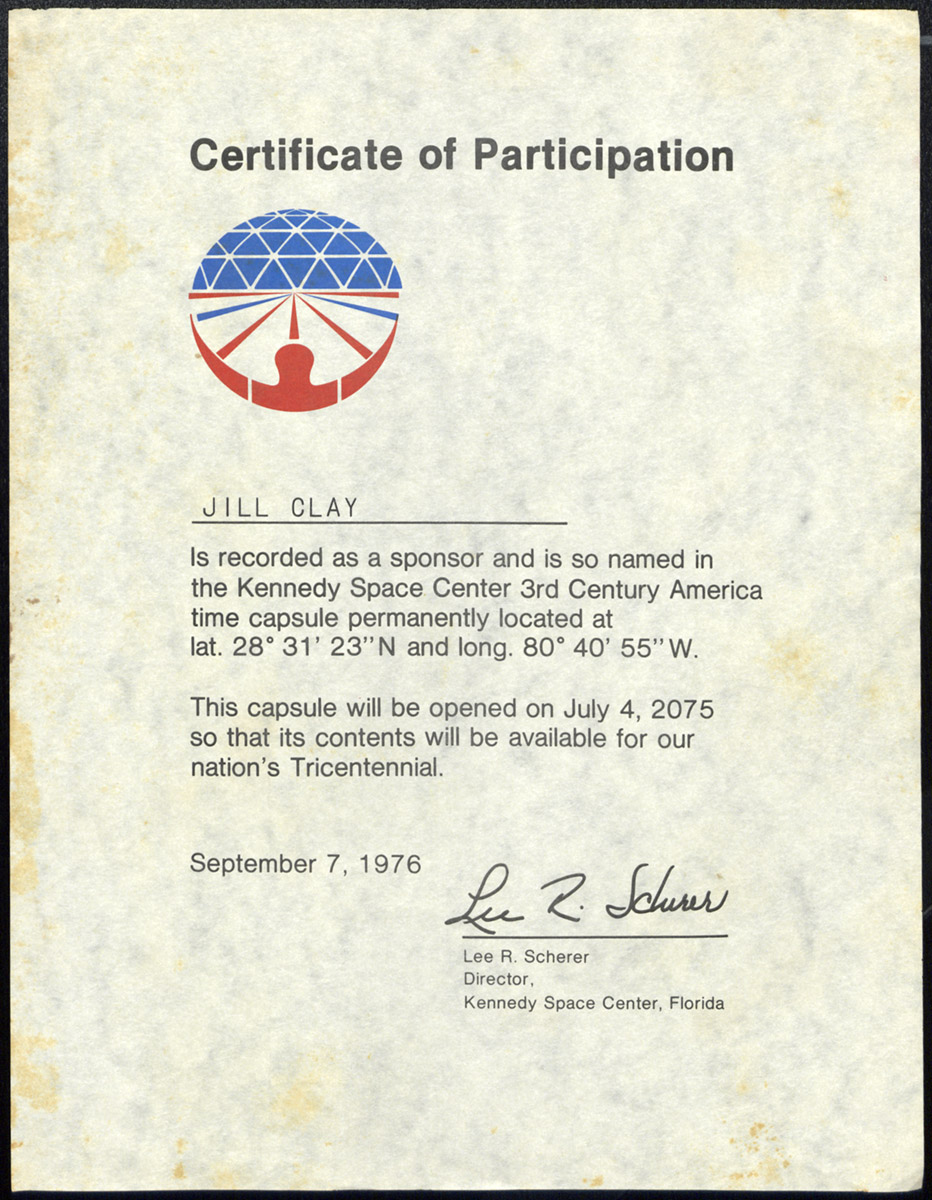 Certificate of Participation
JILL CLAY
Is recorded as a sponsor and is so named in
the Kennedy Space Center 3rd Century America
time capsule permanently located at
lat. 28° 31' 23" N and long. 80° 40' 55" W.
This capsule will be opened on July 4, 2075
so that its contents will be available for our
nation's Tricentennial.
September 7, 1976
Lee R. Scherer
Lee R. Scherer
Director,
Kennedy Space Center, Florida